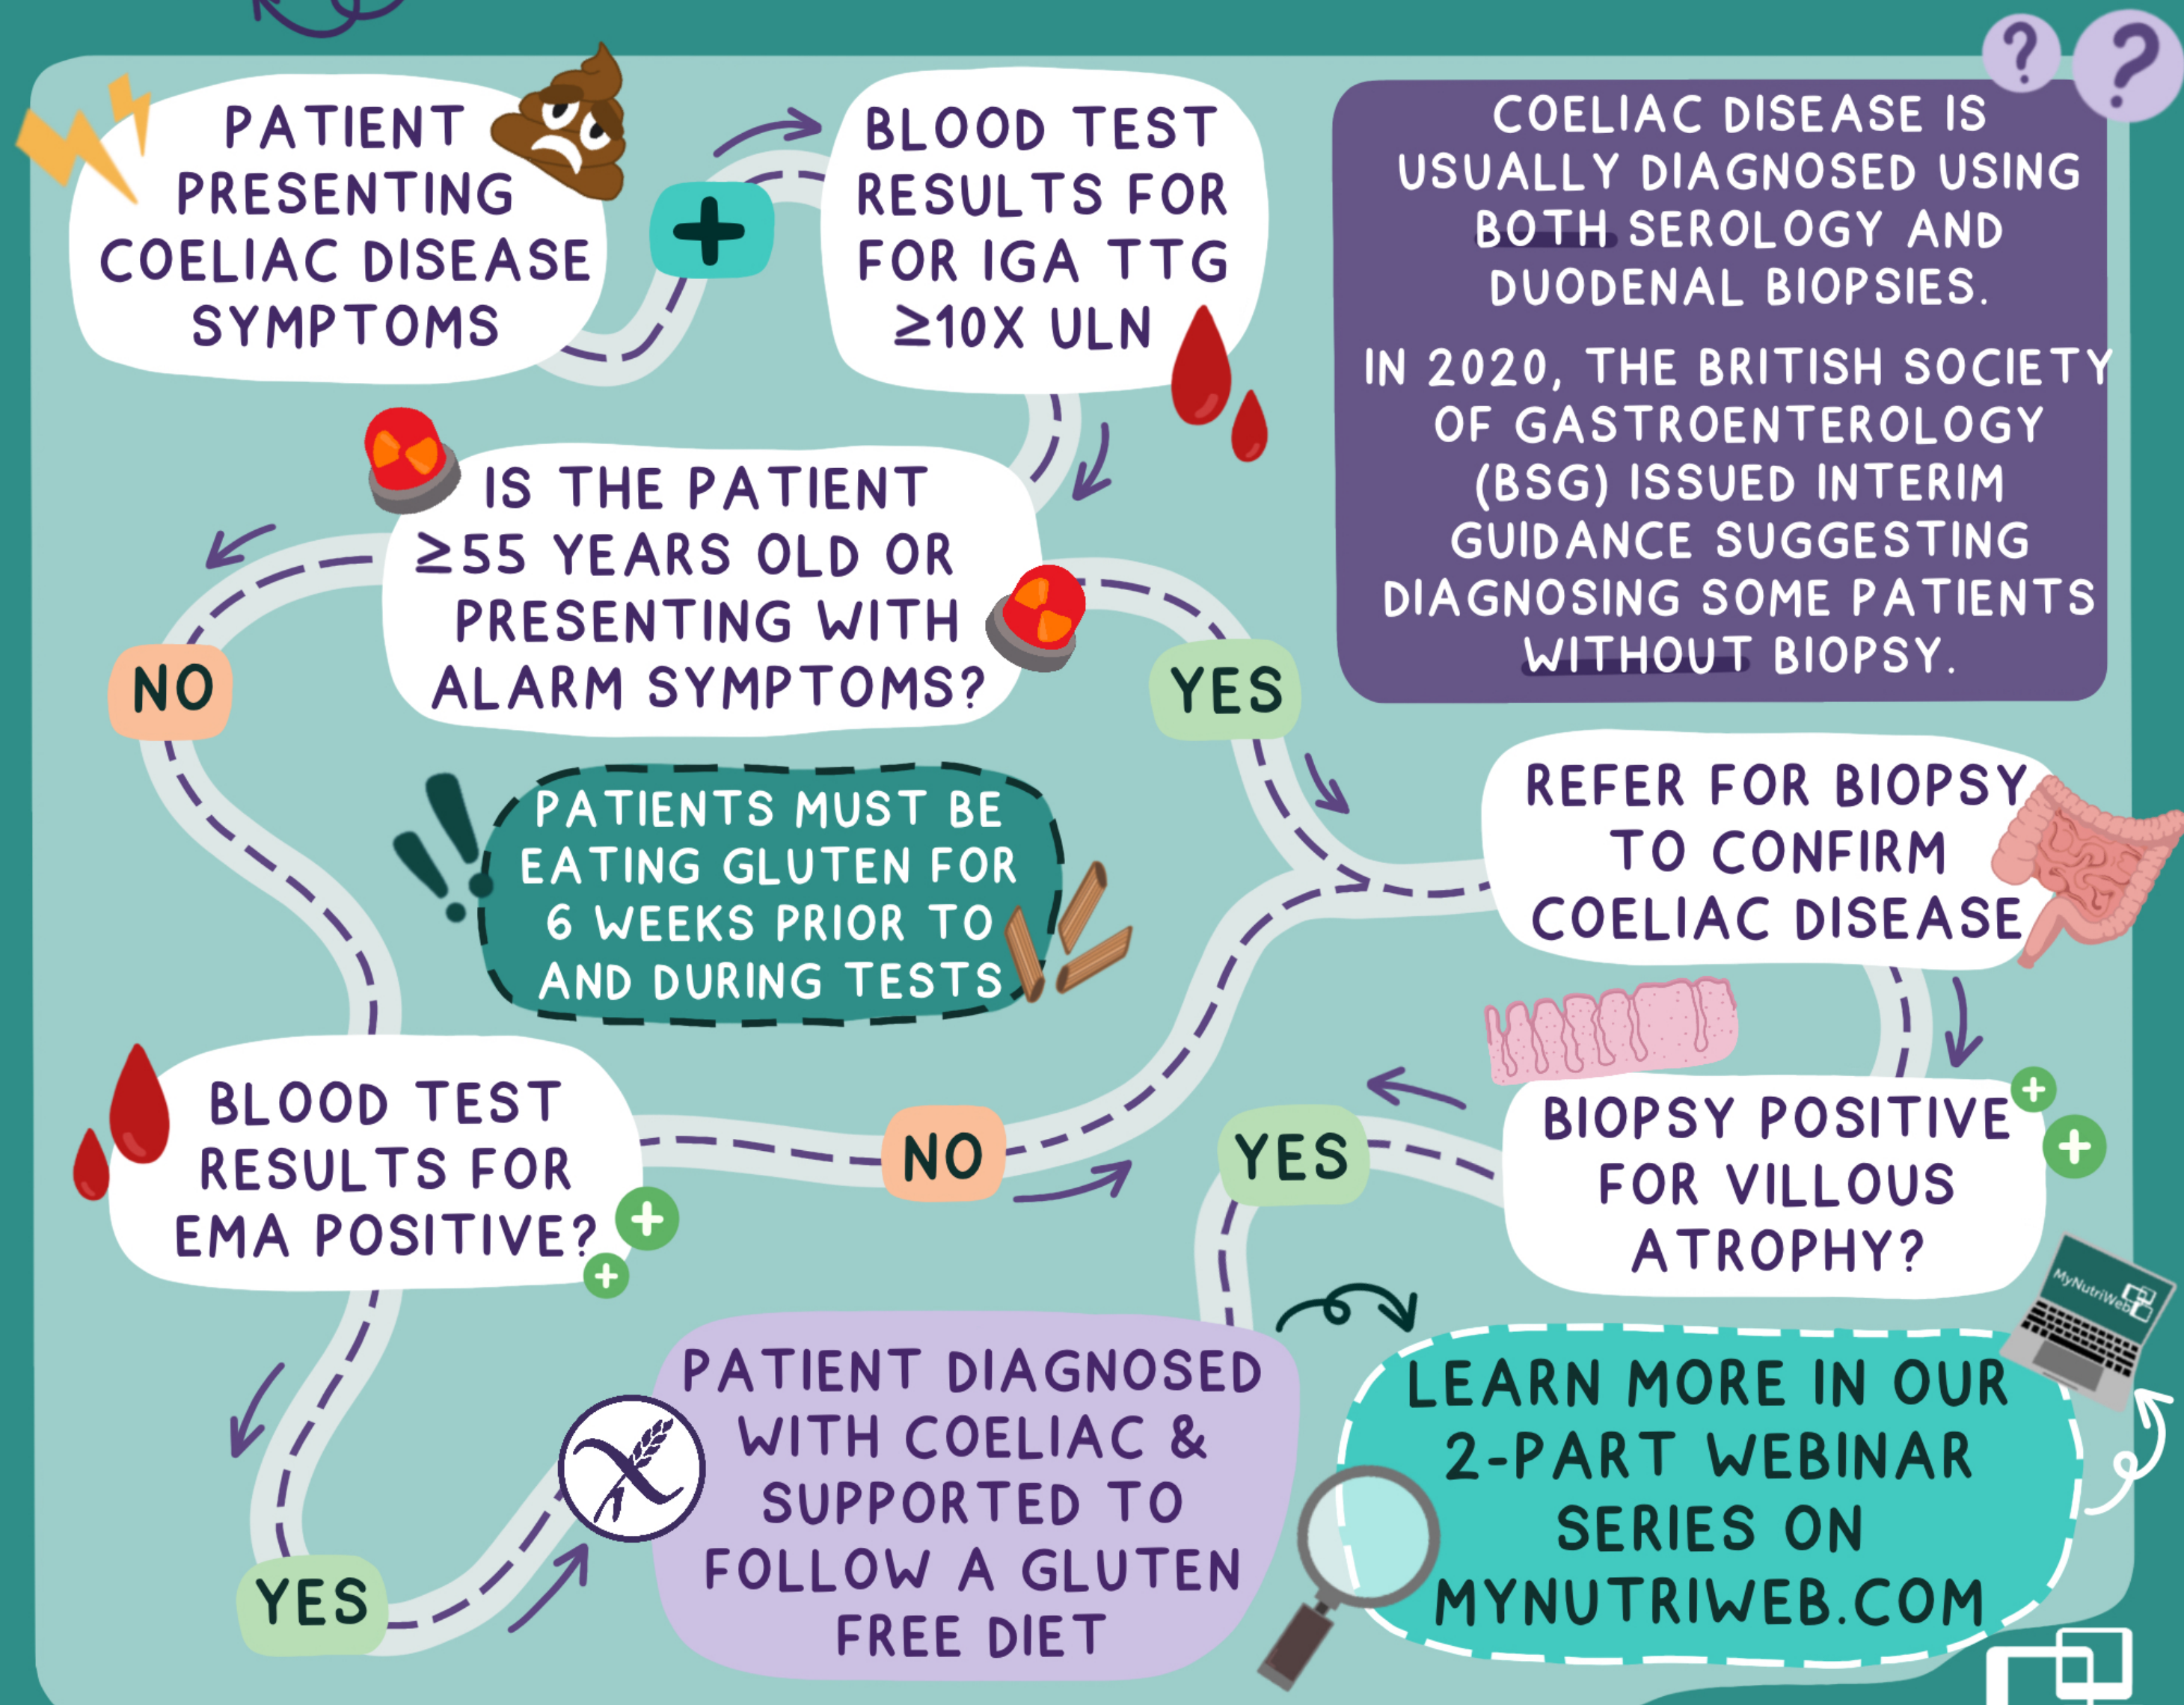 PATIENT
PRESENTING
COELIAC DISEASE
SYMPTOMS
+
BLOOD TEST
RESULTS FOR
FOR IGA TTG
≥10X ULN
? ?
COELIAC DISEASE IS
USUALLY DIAGNOSED USING
BOTH SEROLOGY AND
DUODENAL BIOPSIES.
IN 2020, THE BRITISH SOCIETY
OF GASTROENTEROLOGY
(BSG) ISSUED INTERIM
GUIDANCE SUGGESTING
DIAGNOSING SOME PATIENTS
WITHOUT BIOPSY.
IS THE PATIENT
≥55 YEARS OLD OR
PRESENTING WITH
ALARM SYMPTOMS?
NO
YES
PATIENTS MUST BE
EATING GLUTEN FOR
6 WEEKS PRIOR TO
AND DURING TESTS
REFER FOR BIOPSY
TO CONFIRM
COELIAC DISEASE
BLOOD TEST
RESULTS FOR
EMA POSITIVE?
NO
YES
BIOPSY POSITIVE
FOR VILLOUS
ATROPHY?
YES
PATIENT DIAGNOSED
WITH COELIAC &
SUPPORTED TO
FOLLOW A GLUTEN
FREE DIET
MyNutriWeb
LEARN MORE IN OUR
2-PART WEBINAR
SERIES ON
MYNUTRIWEB.COM